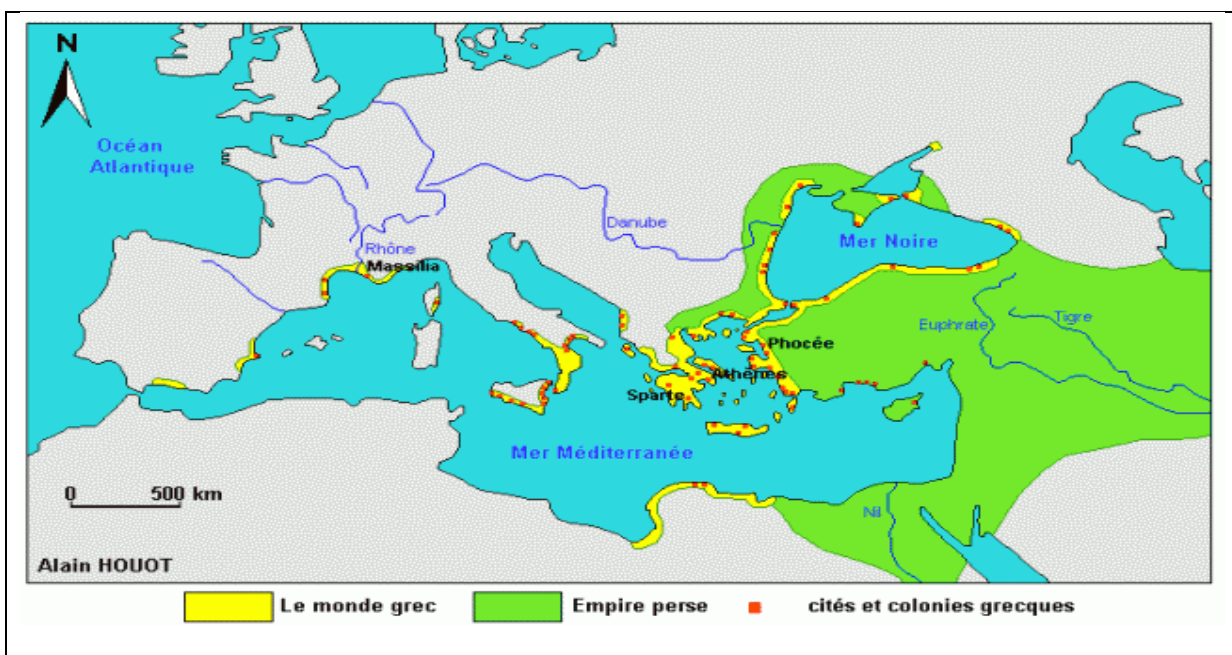 N
Océan
Atlantique
Danube
Mer Noire
Rhône
Massilia
Euphrate
Tigre
Phocée
Athènes
Sparte
Mer Méditerranée
0 500 km
Nil
Alain HOUOT
Le monde grec Empire perse cités et colonies grecques